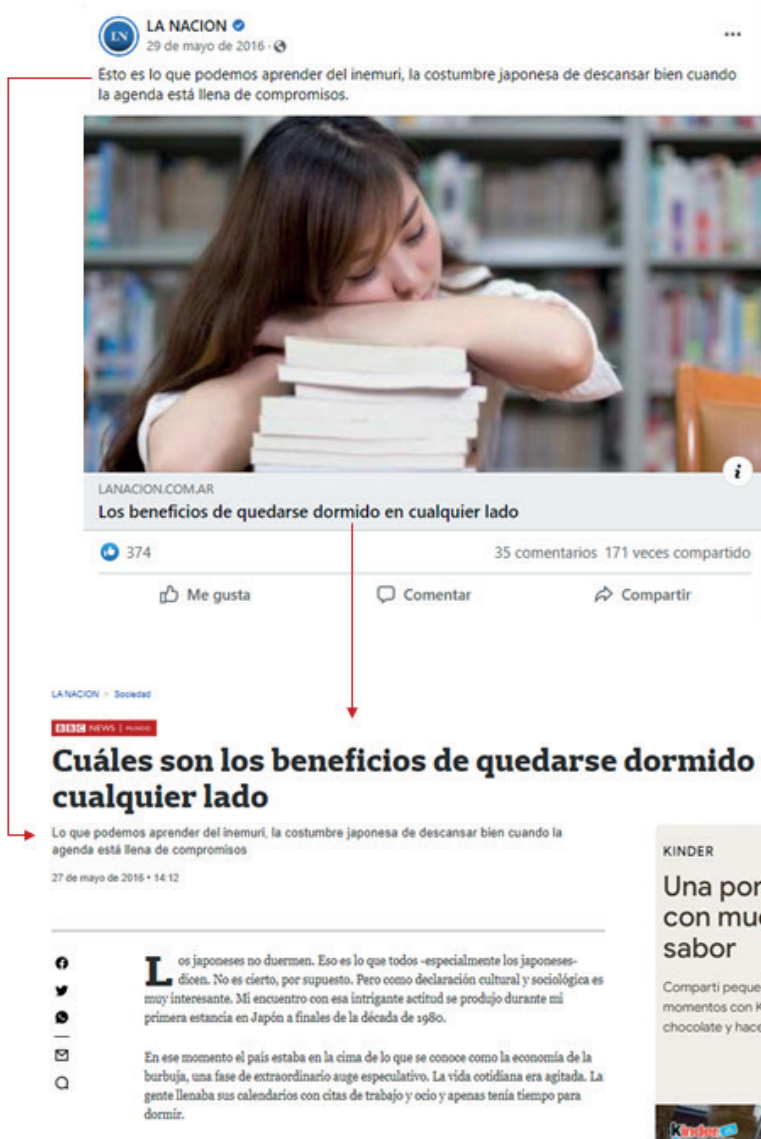 LN
LA NACION
29 de mayo de 2016 ·
Esto es lo que podemos aprender del inemuri, la costumbre japonesa de descansar bien cuando
la agenda está llena de compromisos.
i
LANACION.COM.AR
Los beneficios de quedarse dormido en cualquier lado
374
35 comentarios 171 veces compartido
Me gusta
Comentar
Compartir
LA NACION > Sociedad
BBC NEWS | MUNDO
Cuáles son los beneficios de quedarse dormido
cualquier lado
Lo que podemos aprender del inemuri, la costumbre japonesa de descansar bien cuando la
agenda está llena de compromisos
27 de mayo de 2016 • 14:12
Los japoneses no duermen. Eso es lo que todos -especialmente los japoneses-
dicen. No es cierto, por supuesto. Pero como declaración cultural y sociológica es
muy interesante. Mi encuentro con esa intrigante actitud se produjo durante mi
primera estancia en Japón a finales de la década de 1980.
En ese momento el país estaba en la cima de lo que se conoce como la economía de la
burbuja, una fase de extraordinario auge especulativo. La vida cotidiana era agitada. La
gente llenaba sus calendarios con citas de trabajo y ocio y apenas tenía tiempo para
dormir.
KINDER
Una por
con mu
sabor
Compartí peque
momentos con K
chocolate y hace
Kinder